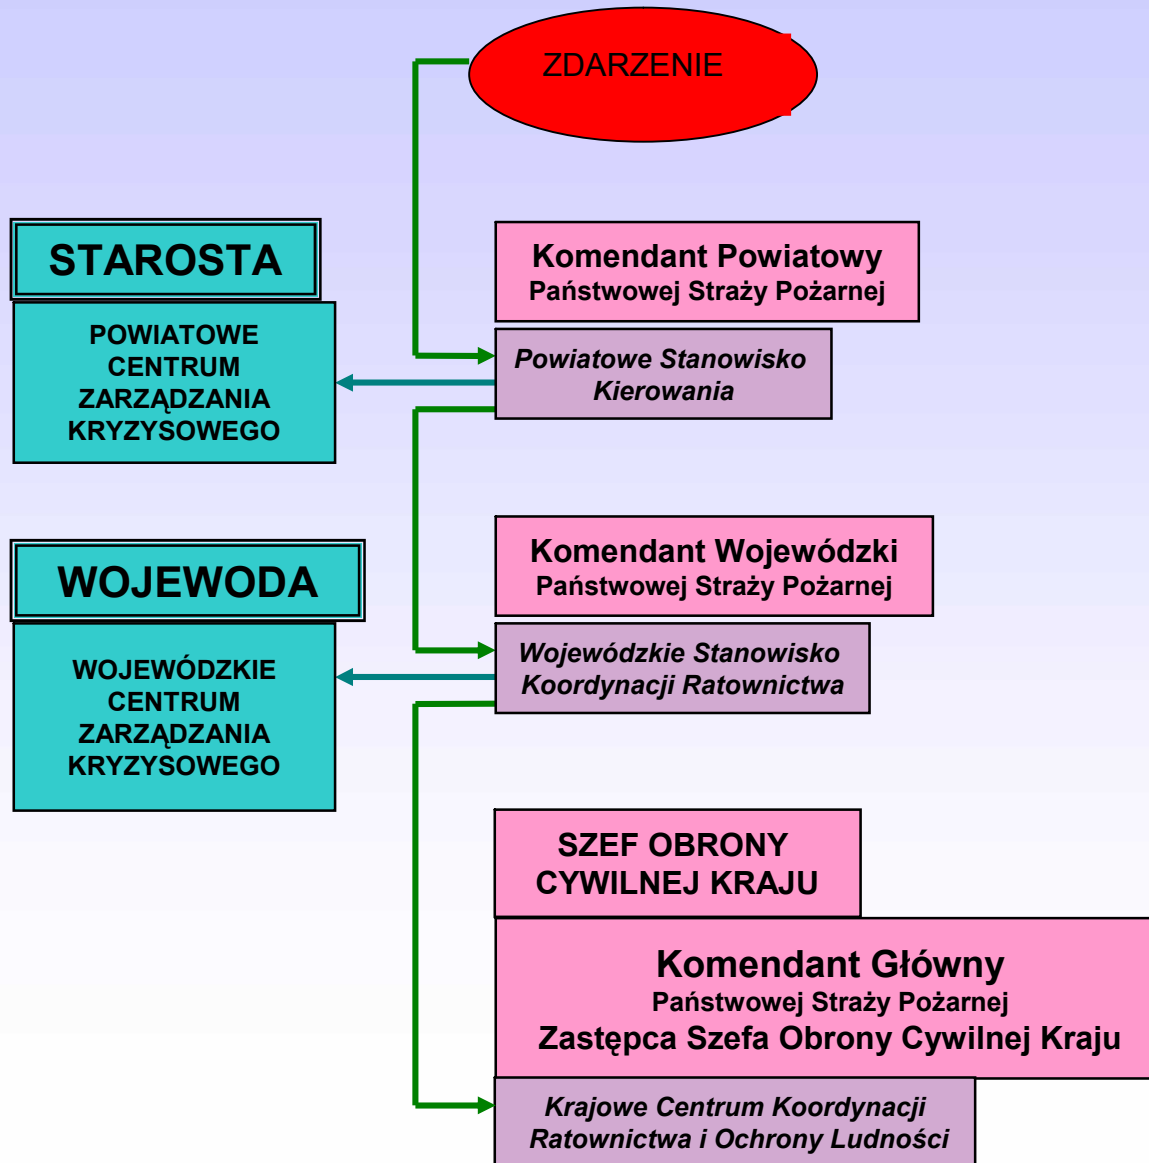 ZDARZENIE
STAROSTA
POWIATOWE
CENTRUM
ZARZĄDZANIA
KRYZYSOWEGO
Komendant Powiatowy
Państwowej Straży Pożarnej
Powiatowe Stanowisko
Kierowania
WOJEWODA
WOJEWÓDZKIE
CENTRUM
ZARZĄDZANIA
KRYZYSOWEGO
Komendant Wojewódzki
Państwowej Straży Pożarnej
Wojewódzkie Stanowisko
Koordynacji Ratownictwa
SZEF OBRONY
CYWILNEJ KRAJU
Komendant Główny
Państwowej Straży Pożarnej
Zastępca Szefa Obrony Cywilnej Kraju
Krajowe Centrum Koordynacji
Ratownictwa i Ochrony Ludności